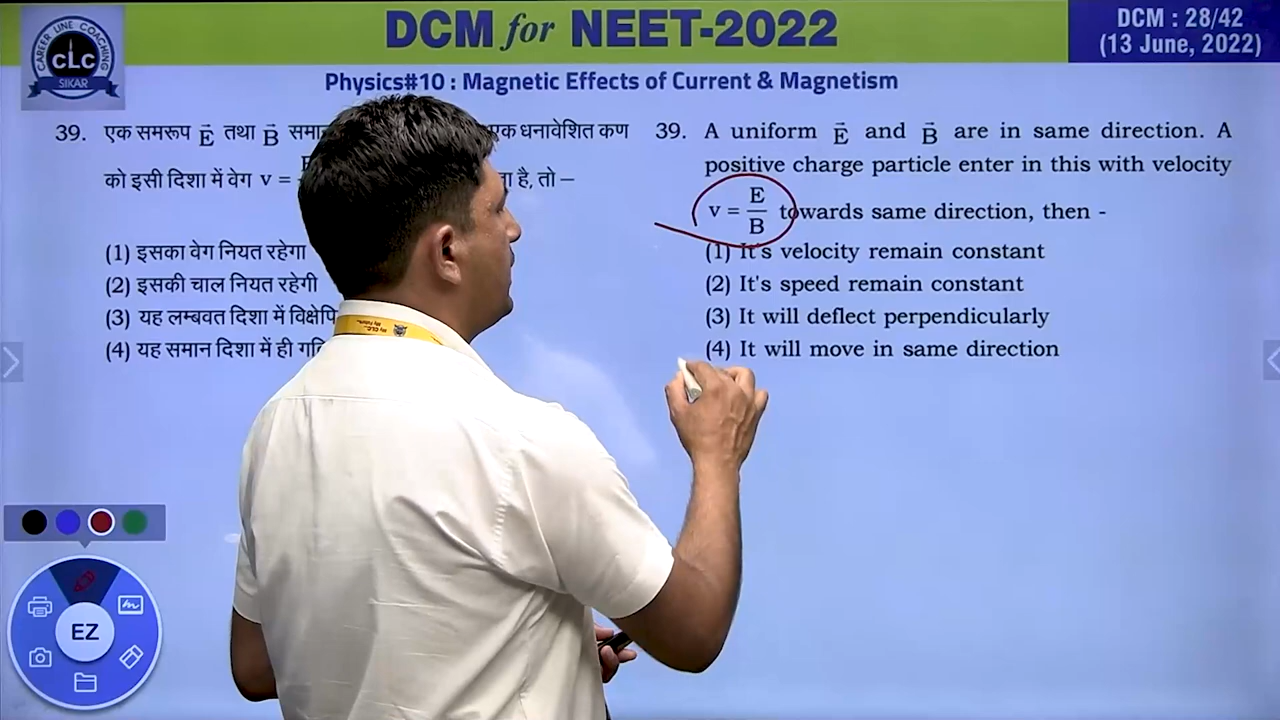 CAREER LINE COACHING
CLC
SIKAR
DCM for NEET-2022
DCM : 28/42
(13 June, 2022)
Physics#10 : Magnetic Effects of Current & Magnetism
39. एक समरूप E⃗ तथा B⃗ एक धनावेशित कण
को इसी दिशा में वेग v = है, तो –
(1) इसका वेग नियत रहेगा
(2) इसकी चाल नियत रहेगी
(3) यह लम्बवत दिशा में
(4) यह समान दिशा में ही
39. A uniform E⃗ and B⃗ are in same direction. A
positive charge particle enter in this with velocity
v = E/B towards same direction, then -
(1) It's velocity remain constant
(2) It's speed remain constant
(3) It will deflect perpendicularly
(4) It will move in same direction
EZ